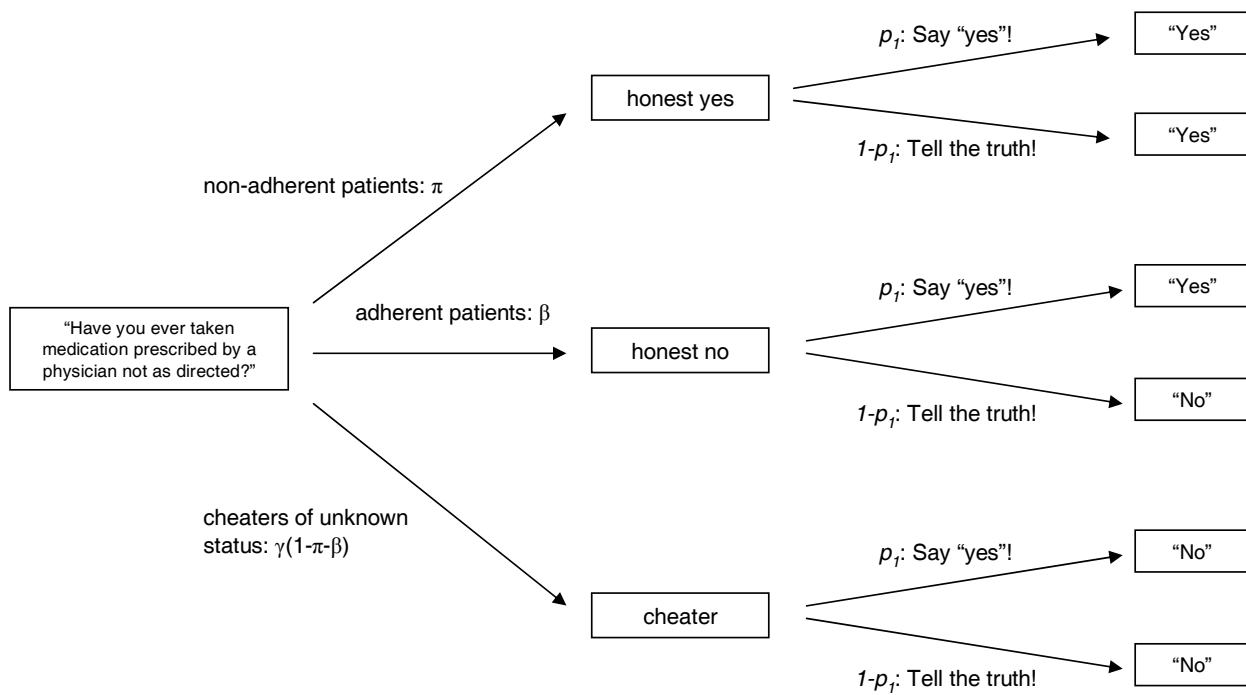 p1: Say “yes”!
“Yes”
honest yes
“Yes”
1-p1: Tell the truth!
non-adherent patients: π
p1: Say “yes”!
“Yes”
adherent patients: β
“Have you ever taken
medication prescribed by a
physician not as directed?”
honest no
“No”
1-p1: Tell the truth!
cheaters of unknown
status: γ(1-π-β)
p1: Say “yes”!
“No”
cheater
“No”
1-p1: Tell the truth!